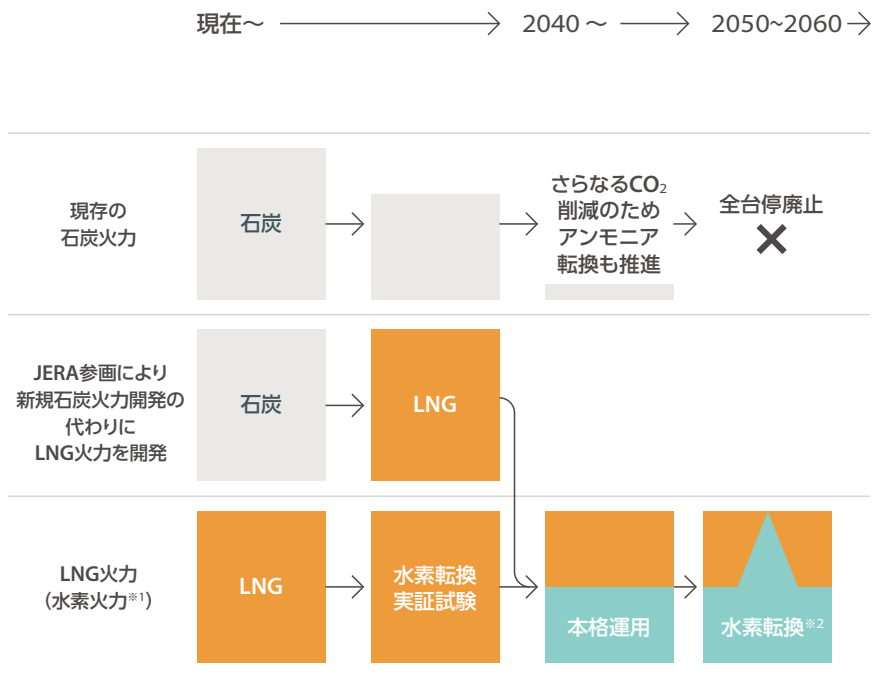 現在～ 2040 ～ 2050~2060
現存の
石炭火力
石炭
さらなるCO₂
削減のため
アンモニア
転換も推進
全台停廃止
JERA参画により
新規石炭火力開発の
代わりに
LNG火力を開発
石炭
LNG
LNG火力
（水素火力※1）
LNG
水素転換
実証試験
本格運用
水素転換※2